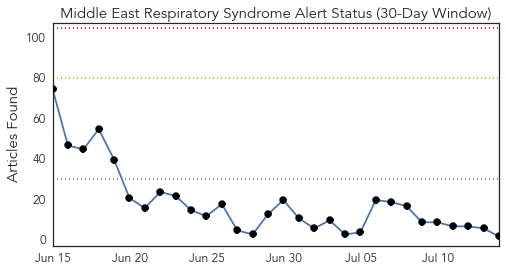 Middle East Respiratory Syndrome Alert Status (30-Day Window)
Articles Found
100
80
60
40
20
0
Jun 15 Jun 20 Jun 25 Jun 30 Jul 05 Jul 10